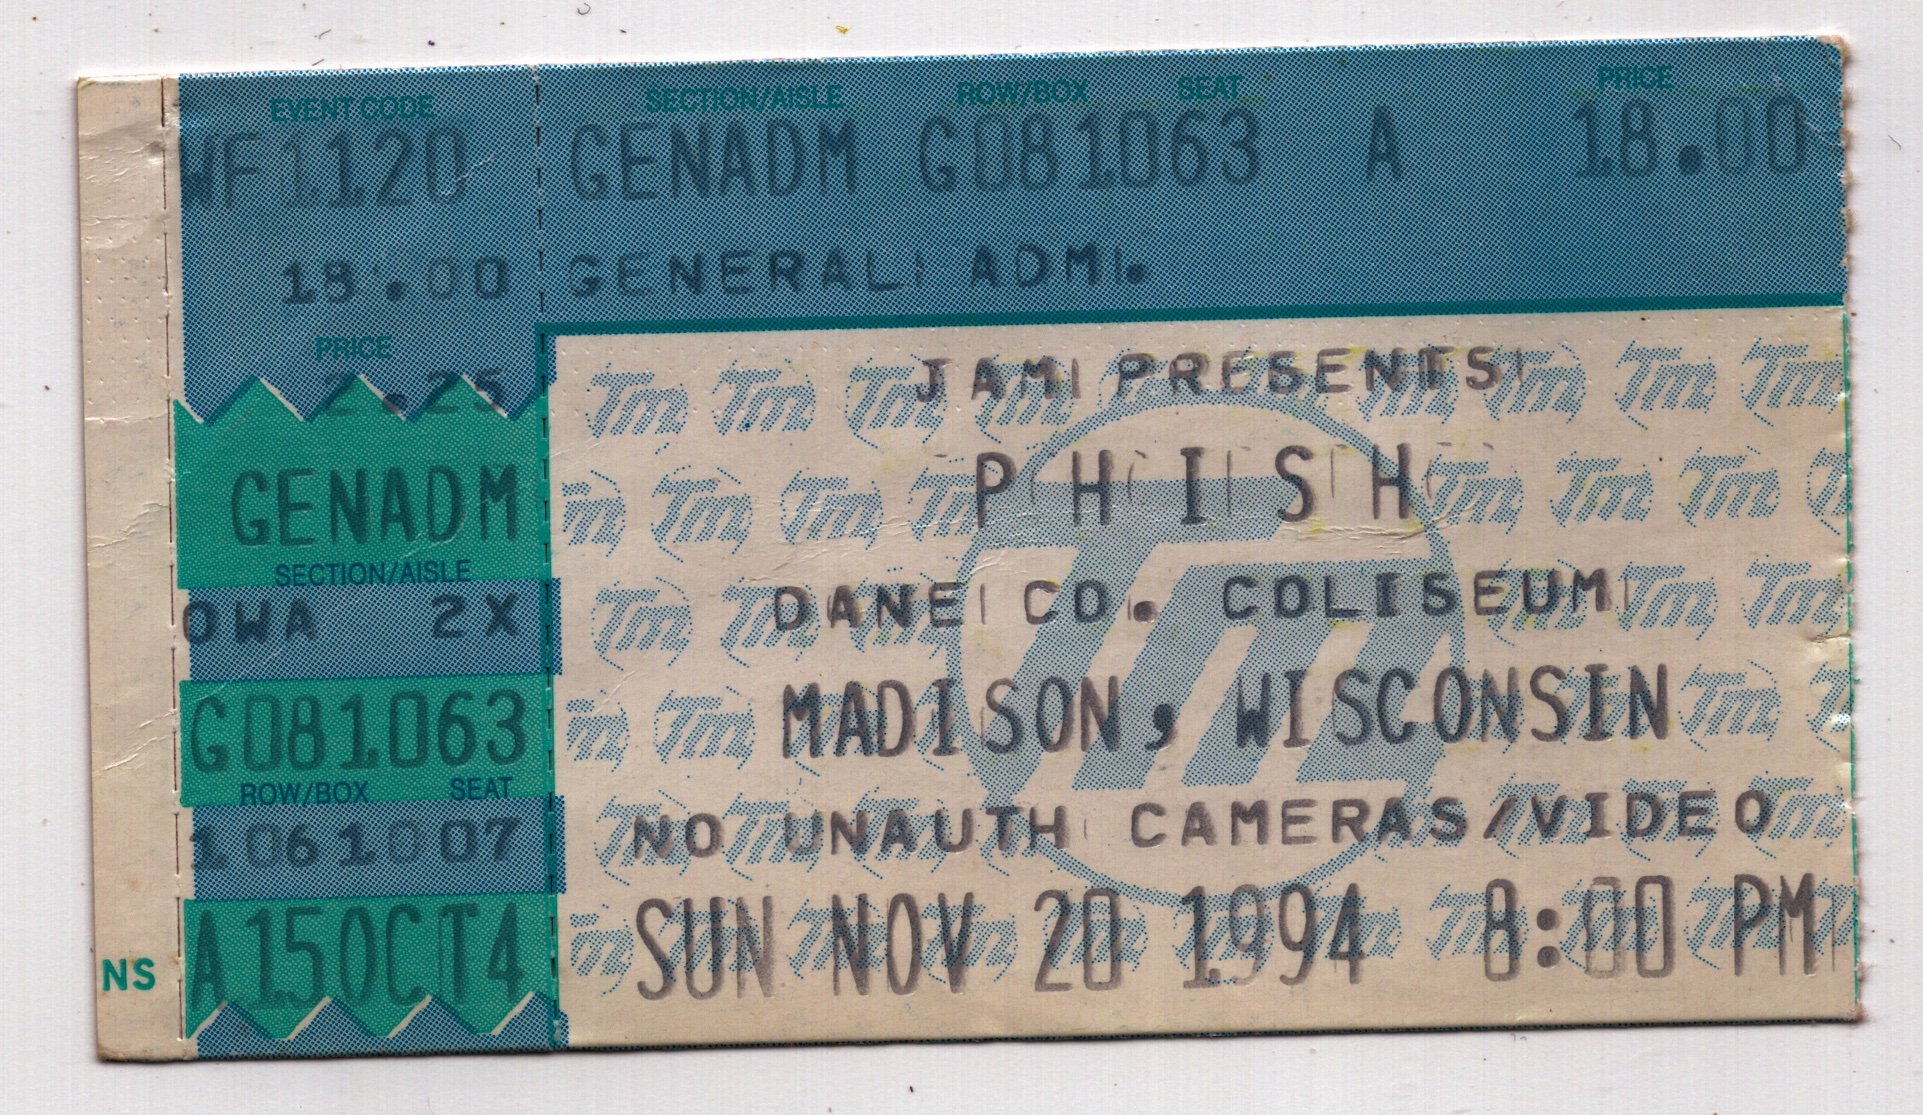 EVENT CODE SECTION/AISLE ROW/BOX SEAT PRICE
WF1120 GENADM G081063 A 18.00
18.00 GENERAL ADM.
PRICE
2.25
GENADM
SECTION/AISLE
OWA 2X
G081063
ROW/BOX SEAT
1061007
A15OCT4
NS
JAM PRESENTS
PHISH
DANE CO. COLISEUM
MADISON, WISCONSIN
NO UNAUTH CAMERAS/VIDEO
SUN NOV 20 1994 8:00 PM